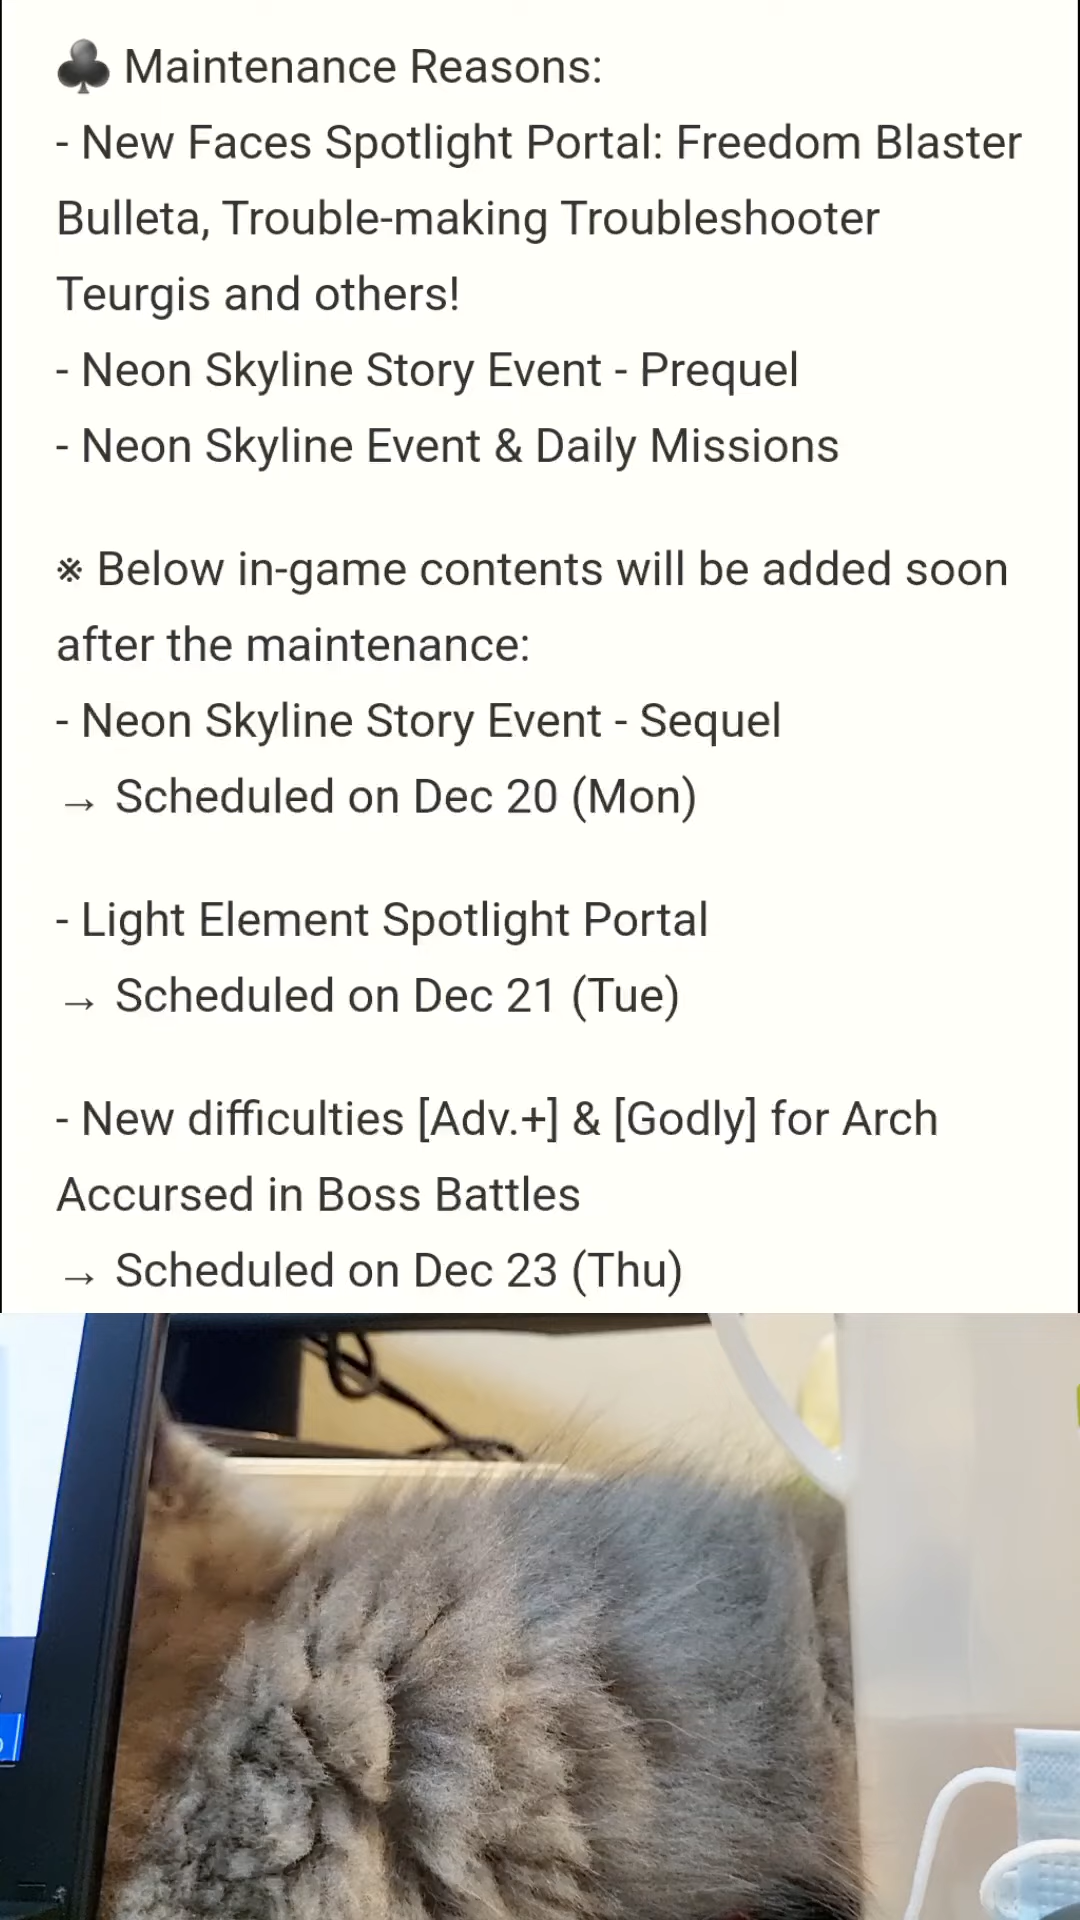 ♣ Maintenance Reasons:
- New Faces Spotlight Portal: Freedom Blaster
Bulleta, Trouble-making Troubleshooter
Teurgis and others!
- Neon Skyline Story Event - Prequel
- Neon Skyline Event & Daily Missions
※ Below in-game contents will be added soon
after the maintenance:
- Neon Skyline Story Event - Sequel
→ Scheduled on Dec 20 (Mon)
- Light Element Spotlight Portal
→ Scheduled on Dec 21 (Tue)
- New difficulties [Adv.+] & [Godly] for Arch
Accursed in Boss Battles
→ Scheduled on Dec 23 (Thu)